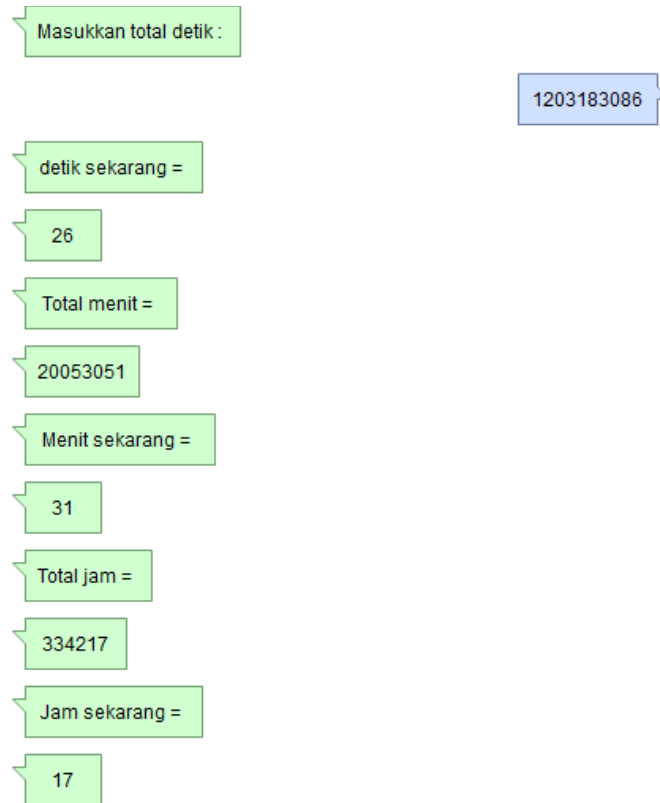 Masukkan total detik :
1203183086
detik sekarang =
26
Total menit =
20053051
Menit sekarang =
31
Total jam =
334217
Jam sekarang =
17